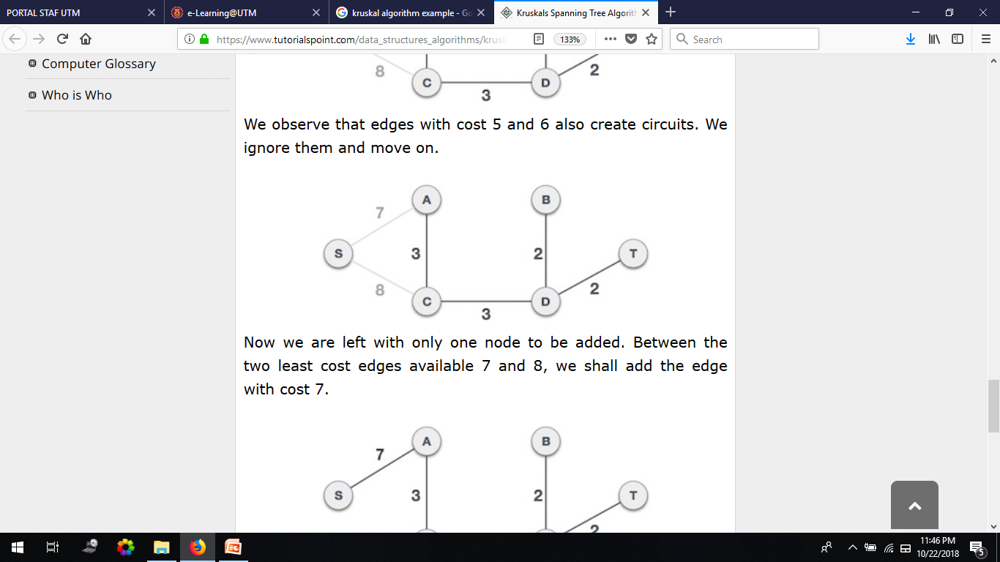 PORTAL STAF UTM
e-Learning@UTM
kruskal algorithm example - Go
Kruskals Spanning Tree Algorith
https://www.tutorialspoint.com/data_structures_algorithms/krusk
133%
Search
Computer Glossary
Who is Who
8
C
3
D
2
We observe that edges with cost 5 and 6 also create circuits. We
ignore them and move on.
A
B
7
S
3
2
T
8
2
C
D
3
Now we are left with only one node to be added. Between the
two least cost edges available 7 and 8, we shall add the edge
with cost 7.
A
B
7
S
3
2
T
2
11:46 PM
10/22/2018
5